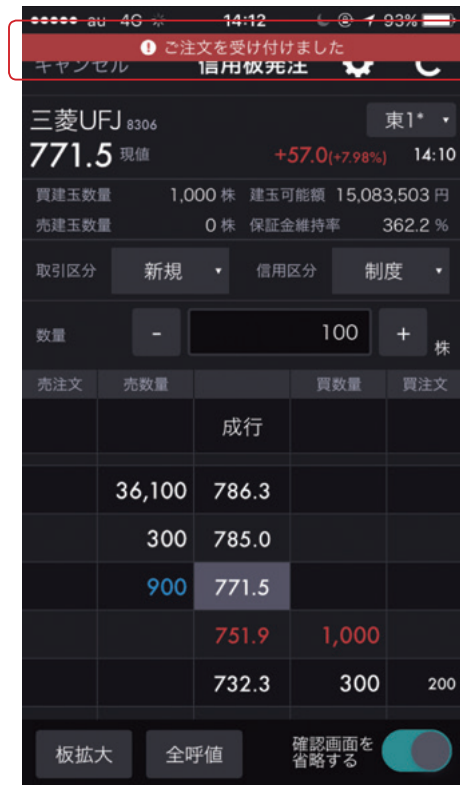 au 4G 14:12 93%
ご注文を受け付けました
キャンセル 信用板発注
三菱UFJ 8306 東1*
771.5 現値 +57.0(+7.98%) 14:10
買建玉数量 1,000 株 建玉可能額 15,083,503 円
売建玉数量 0 株 保証金維持率 362.2 %
取引区分 新規 信用区分 制度
数量 - 100 + 株
売注文 売数量 買数量 買注文
成行
36,100 786.3
300 785.0
900 771.5
751.9 1,000
732.3 300 200
板拡大 全呼値 確認画面を
省略する